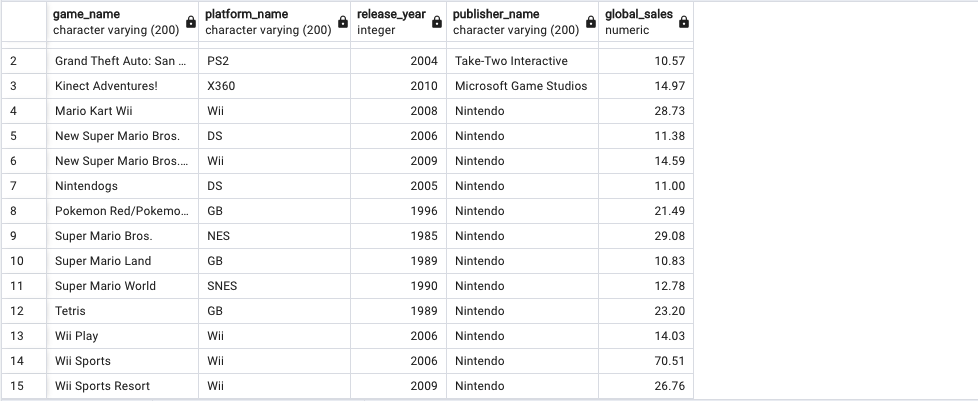 game_name platform_name release_year publisher_name global_sales
character varying (200) character varying (200) integer character varying (200) numeric
2 Grand Theft Auto: San ... PS2 2004 Take-Two Interactive 10.57
3 Kinect Adventures! X360 2010 Microsoft Game Studios 14.97
4 Mario Kart Wii Wii 2008 Nintendo 28.73
5 New Super Mario Bros. DS 2006 Nintendo 11.38
6 New Super Mario Bros.... Wii 2009 Nintendo 14.59
7 Nintendogs DS 2005 Nintendo 11.00
8 Pokemon Red/Pokemo... GB 1996 Nintendo 21.49
9 Super Mario Bros. NES 1985 Nintendo 29.08
10 Super Mario Land GB 1989 Nintendo 10.83
11 Super Mario World SNES 1990 Nintendo 12.78
12 Tetris GB 1989 Nintendo 23.20
13 Wii Play Wii 2006 Nintendo 14.03
14 Wii Sports Wii 2006 Nintendo 70.51
15 Wii Sports Resort Wii 2009 Nintendo 26.76